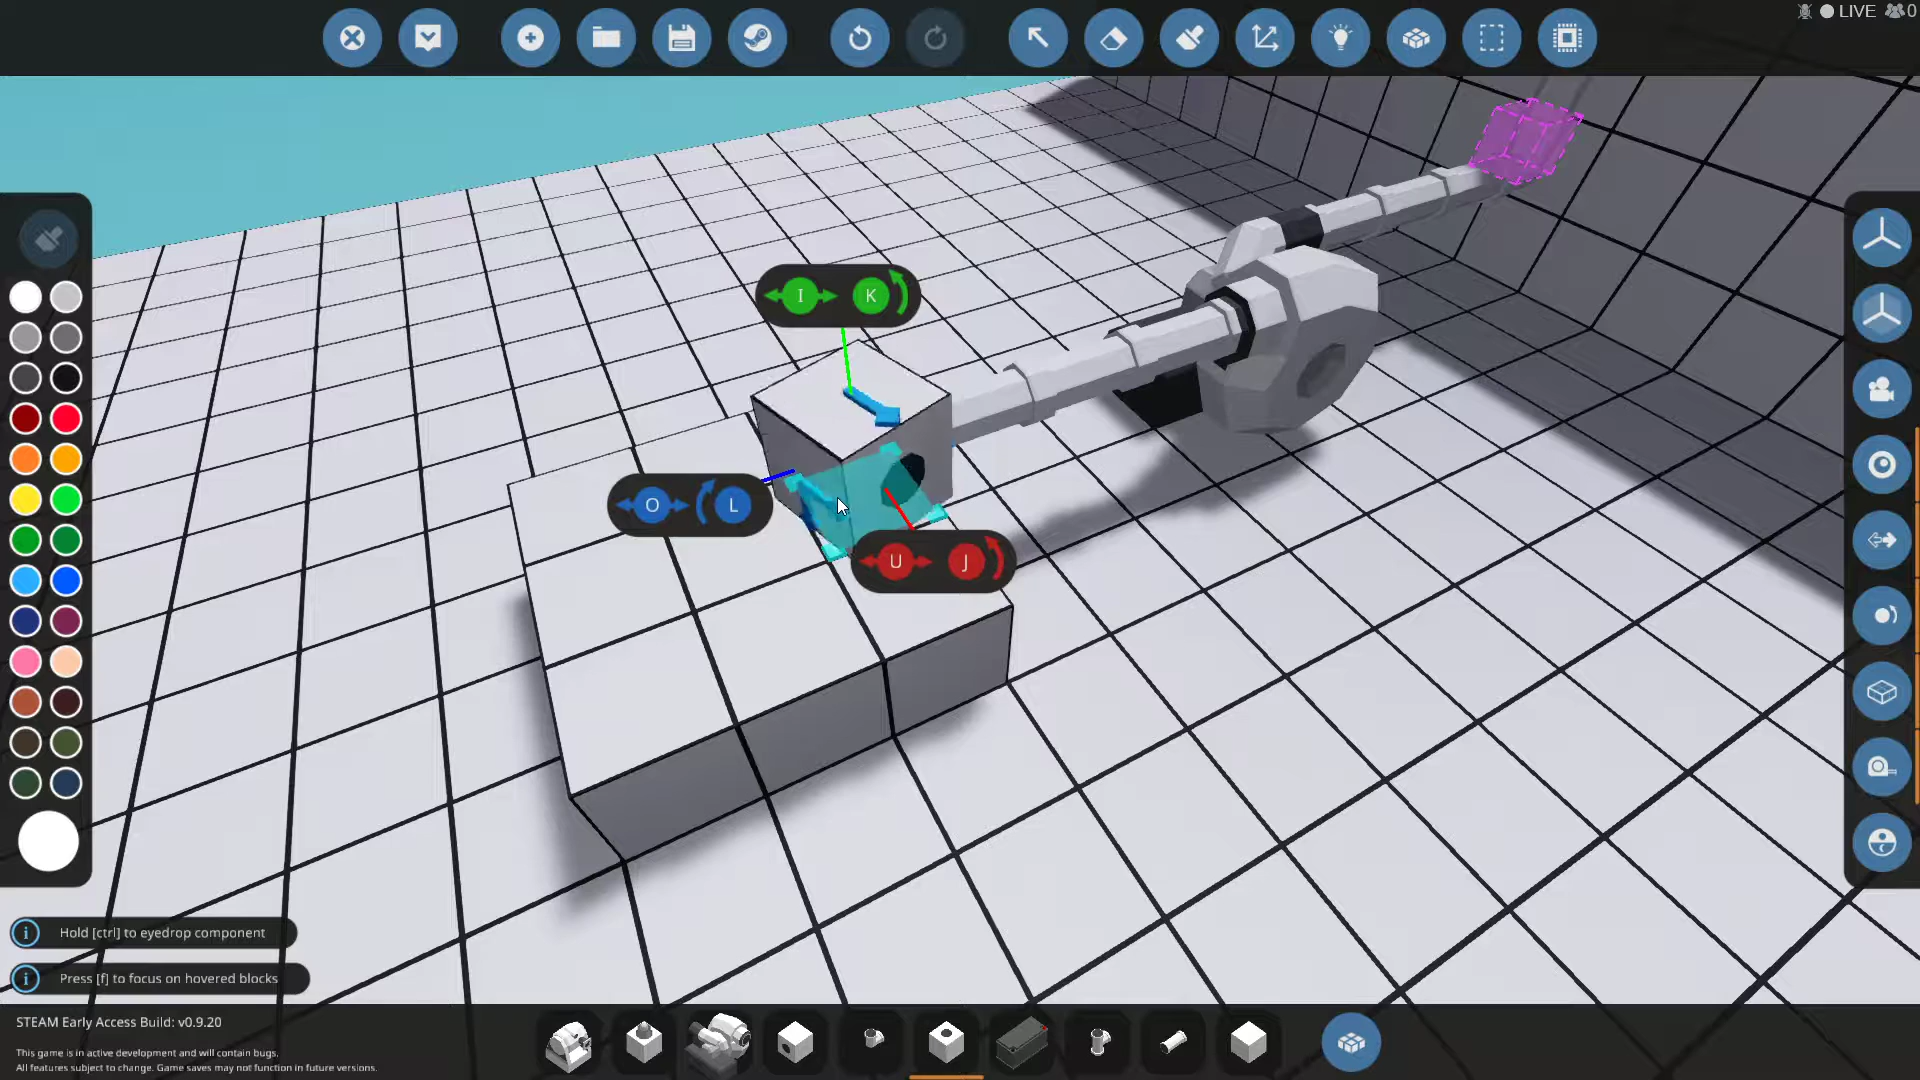 LIVE 0
I K
O L
U J
Hold [ctrl] to eyedrop component
Press [f] to focus on hovered blocks
STEAM Early Access Build: v0.9.20
This game is in active development and will contain bugs.
All features subject to change. Game saves may not function in future versions.